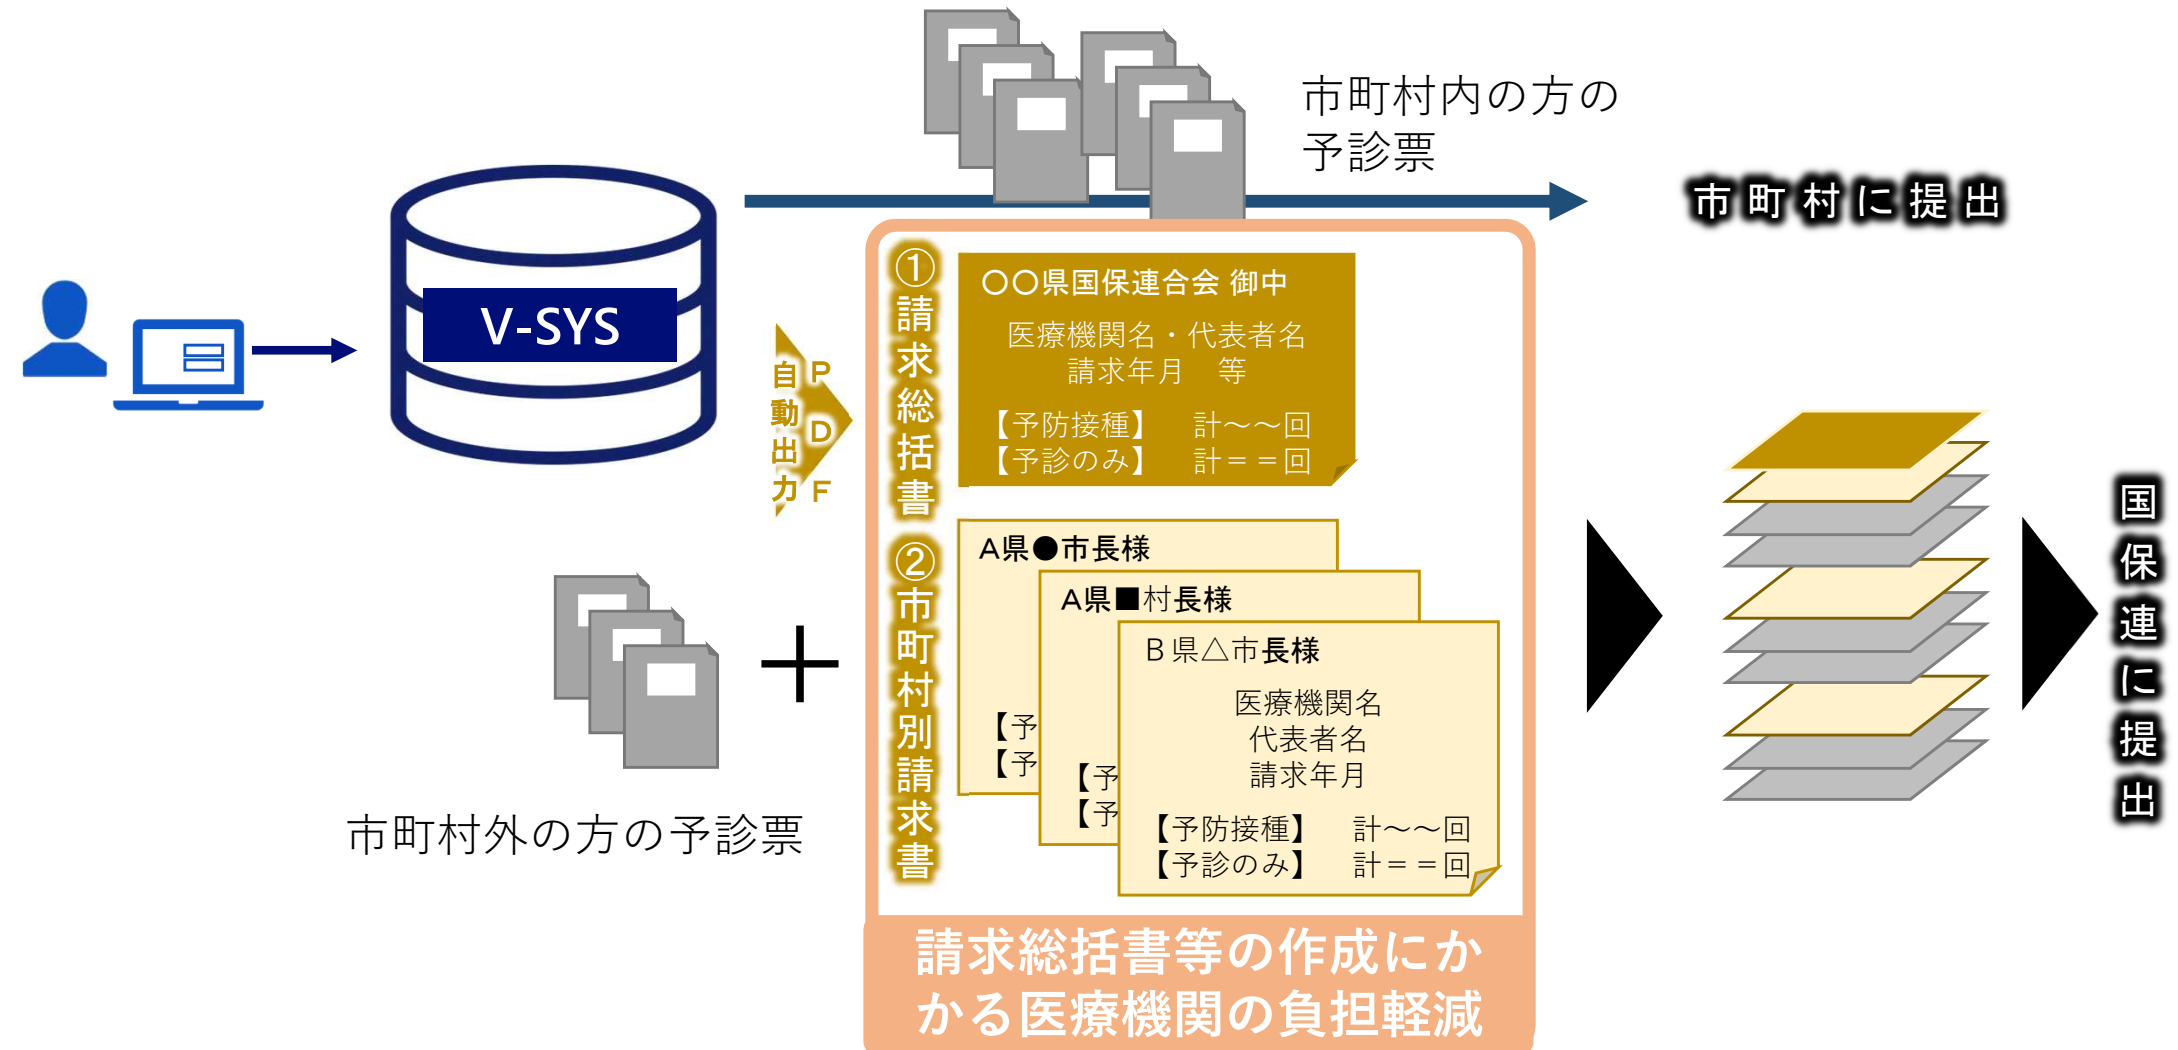 市町村内の方の
予診票
市町村に提出
V-SYS
PDF
自動出力
①請求総括書
〇〇県国保連合会 御中
医療機関名・代表者名
請求年月　等
【予防接種】　計～～回
【予診のみ】　計＝＝回
②市町村別請求書
A県●市長様
【予
【予
A県■村長様
【予
【予
Ｂ県△市長様
医療機関名
代表者名
請求年月
【予防接種】　計～～回
【予診のみ】　計＝＝回
市町村外の方の予診票
国保連に提出
請求総括書等の作成にか
かる医療機関の負担軽減